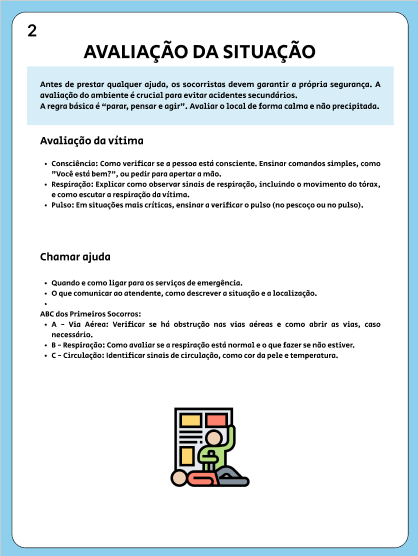 2
AVALIAÇÃO DA SITUAÇÃO
Antes de prestar qualquer ajuda, os socorristas devem garantir a própria segurança. A
avaliação do ambiente é crucial para evitar acidentes secundários.
A regra básica é “parar, pensar e agir”. Avaliar o local de forma calma e não precipitada.
Avaliação da vítima
• Consciência: Como verificar se a pessoa está consciente. Ensinar comandos simples, como
"Você está bem?", ou pedir para apertar a mão.
• Respiração: Explicar como observar sinais de respiração, incluindo o movimento do tórax,
e como escutar a respiração da vítima.
• Pulso: Em situações mais críticas, ensinar a verificar o pulso (no pescoço ou no pulso).
Chamar ajuda
• Quando e como ligar para os serviços de emergência.
• O que comunicar ao atendente, como descrever a situação e a localização.
•
ABC dos Primeiros Socorros:
• A – Via Aérea: Verificar se há obstrução nas vias aéreas e como abrir as vias, caso
necessário.
• B – Respiração: Como avaliar se a respiração está normal e o que fazer se não estiver.
• C – Circulação: Identificar sinais de circulação, como cor da pele e temperatura.